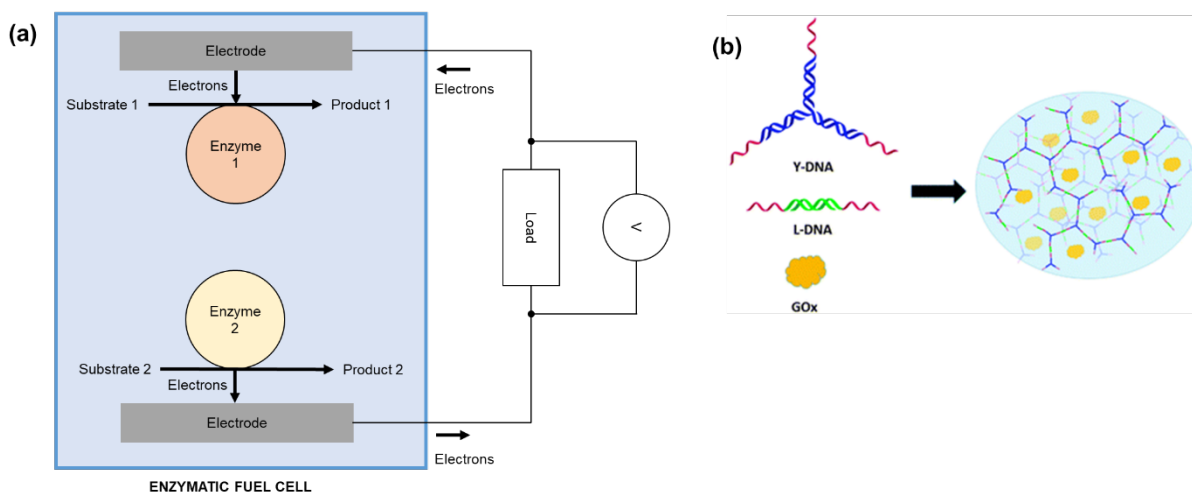 (a)
Electrode
Electrons
Substrate 1
Product 1
Enzyme
1
Electrons
Load
V
Enzyme
2
Substrate 2
Product 2
Electrons
Electrode
Electrons
ENZYMATIC FUEL CELL
(b)
Y-DNA
L-DNA
GOx